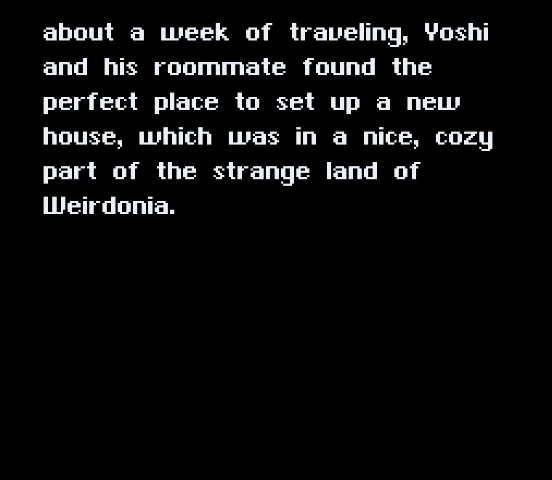 about a week of traveling, Yoshi
and his roommate found the
perfect place to set up a new
house, which was in a nice, cozy
part of the strange land of
Weirdonia.